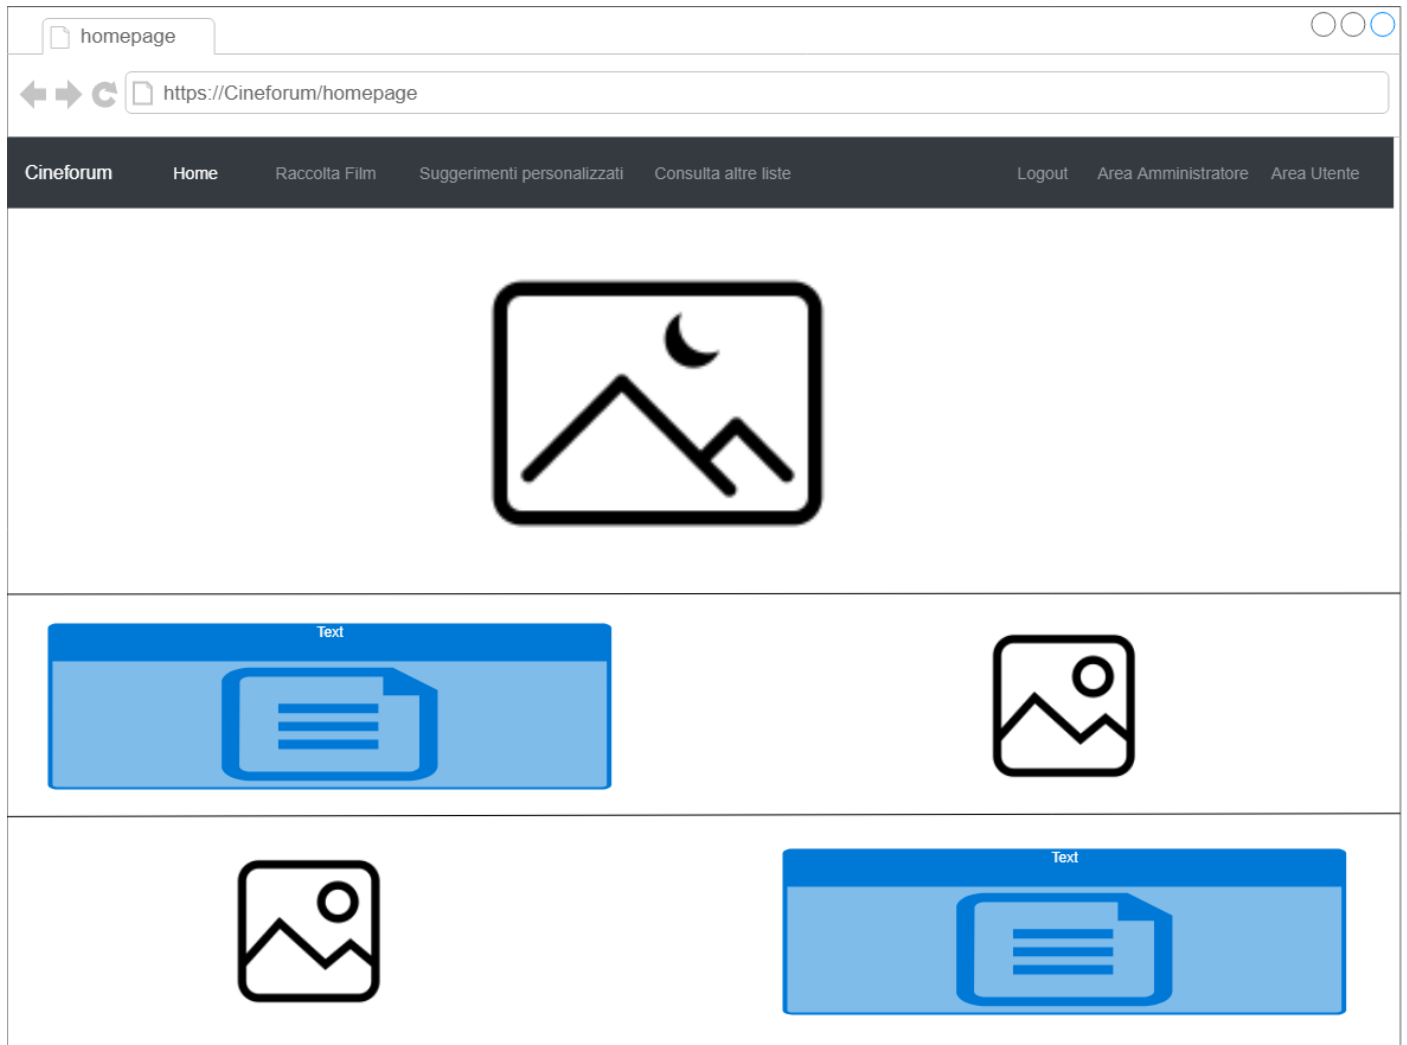 homepage
https://Cineforum/homepage
Cineforum Home Raccolta Film Suggerimenti personalizzati Consulta altre liste Logout Area Amministratore Area Utente
Text
Text